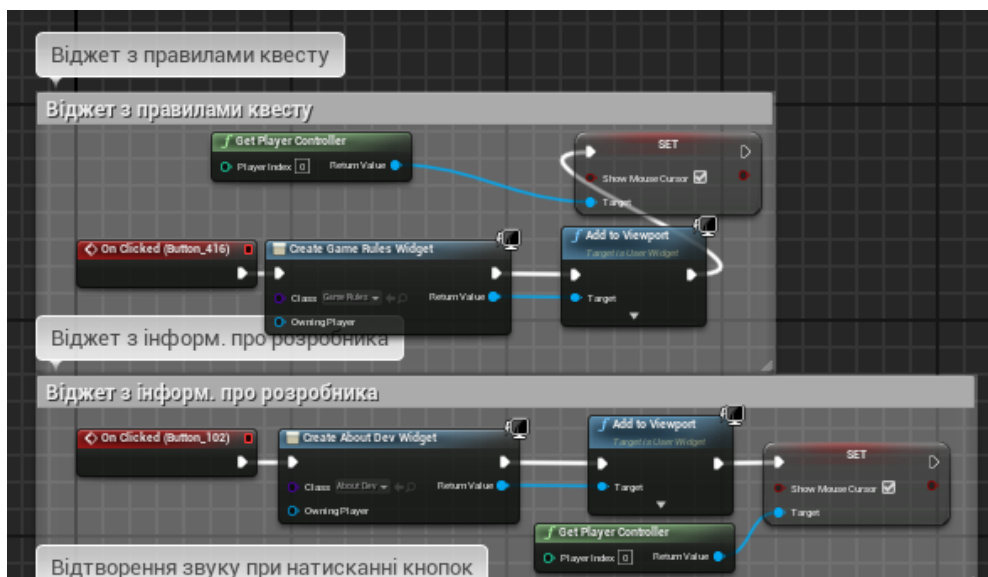 Віджет з правилами квесту
Віджет з правилами квесту
f Get Player Controller
Player Index 0 Return Value
SET
Show Mouse Cursor
Target
On Clicked (Button_416)
Create Game Rules Widget
Class Game Rules Return Value
Owning Player
f Add to Viewport
Target is User Widget
Target
Віджет з інформ. про розробника
Віджет з інформ. про розробника
On Clicked (Button_102)
Create About Dev Widget
Class About Dev Return Value
Owning Player
f Add to Viewport
Target is User Widget
Target
SET
Show Mouse Cursor
Target
f Get Player Controller
Player Index 0 Return Value
Відтворення звуку при натисканні кнопок